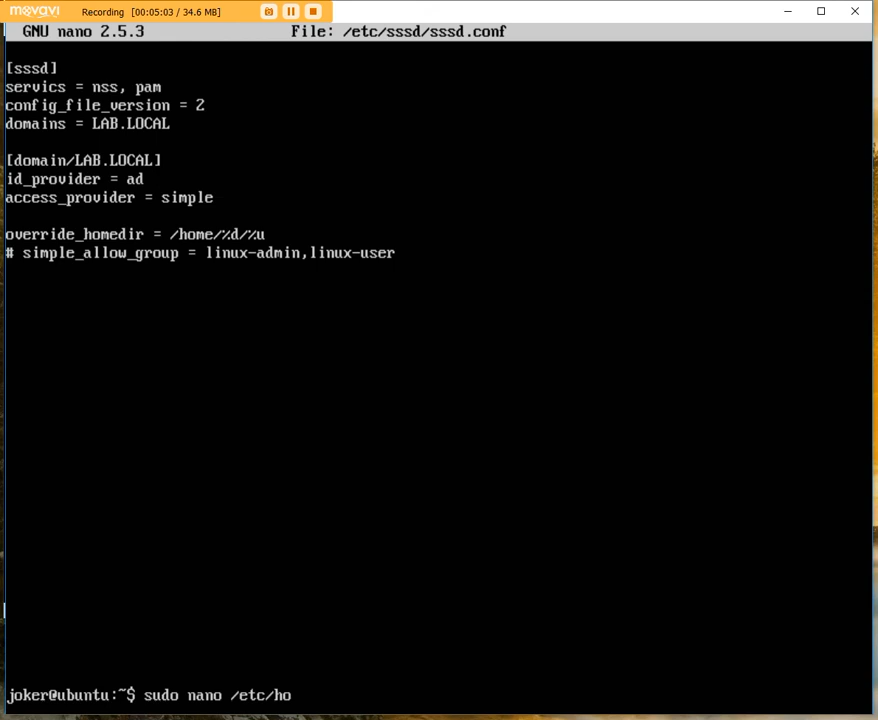 movavi Recording [00:05:03 / 34.6 MB]
GNU nano 2.5.3 File: /etc/sssd/sssd.conf
[sssd]
servics = nss, pam
config_file_version = 2
domains = LAB.LOCAL
[domain/LAB.LOCAL]
id_provider = ad
access_provider = simple
override_homedir = /home/%d/%u
# simple_allow_group = linux-admin,linux-user
joker@ubuntu:~$ sudo nano /etc/ho